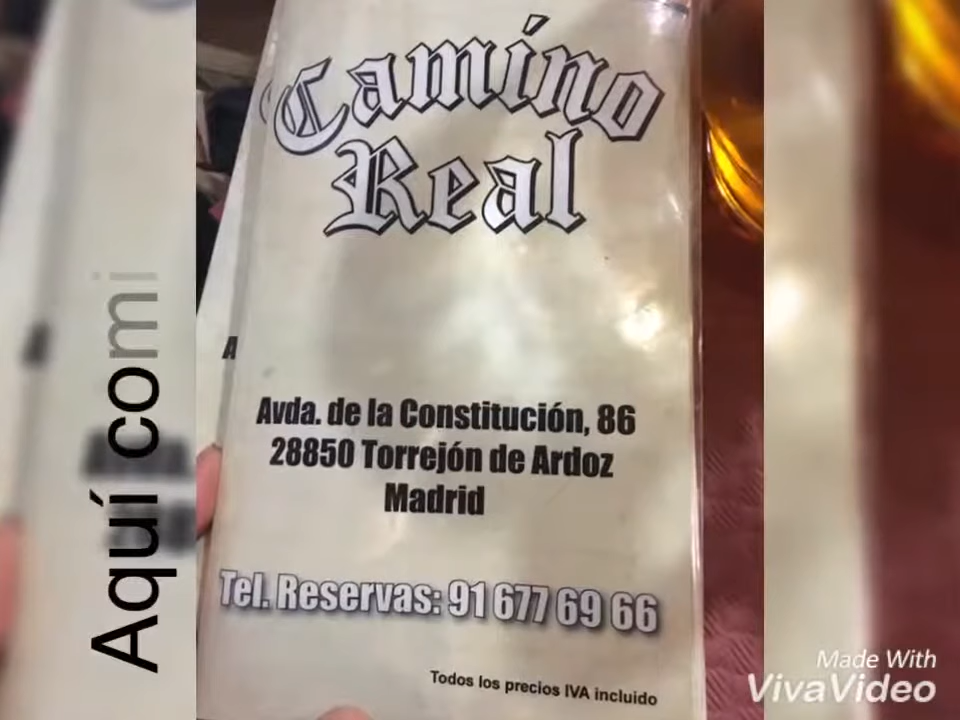 Camino
Real
Avda. de la Constitución, 86
28850 Torrejón de Ardoz
Madrid
Tel. Reservas: 91 677 69 66
Todos los precios IVA incluido
Aquí comi
A
Made With
VivaVideo